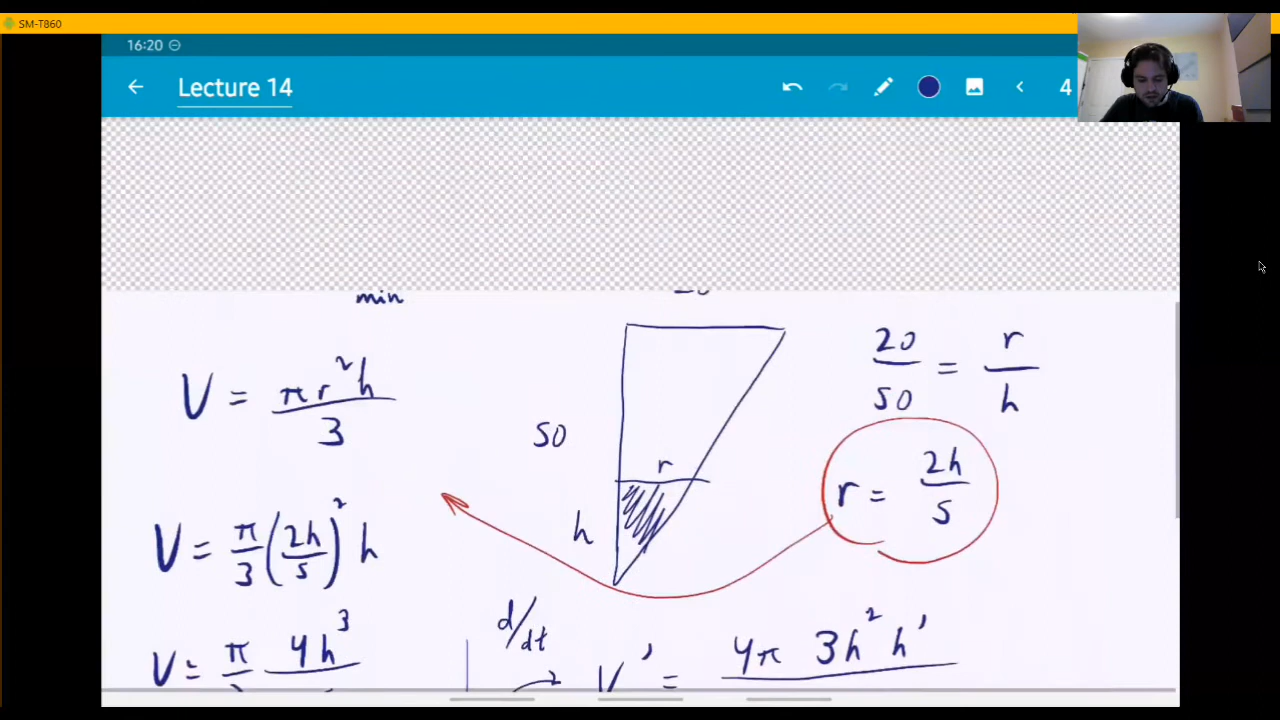 SM-T860
16:20
Lecture 14
4
min
V = πr²h / 3
50
r
h
20/50 = r/h
r = 2h/5
V = π/3 (2h/5)² h
d/dt
V = π 4h³
V' = 4π 3h² h'